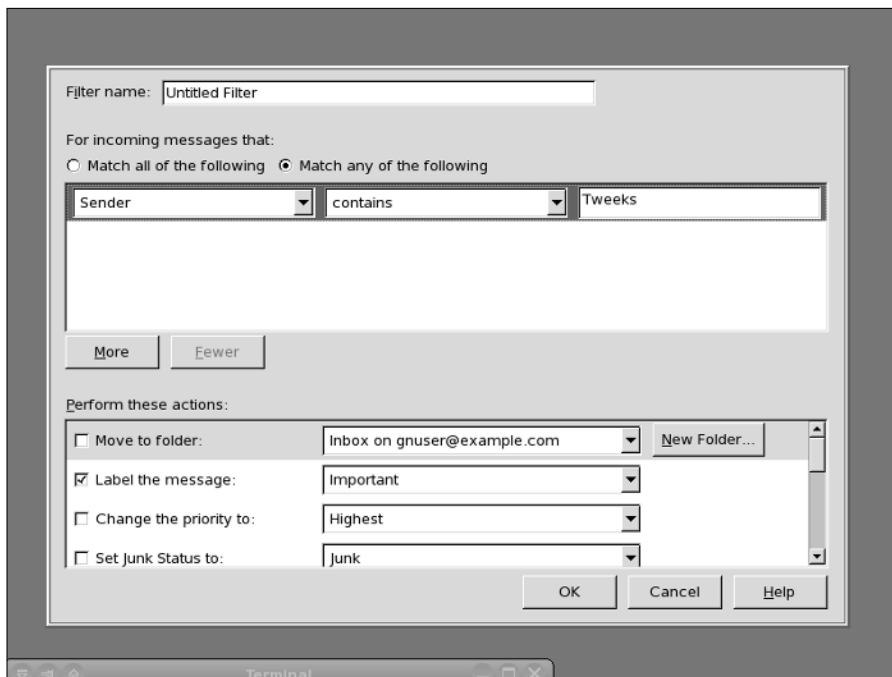 Filter name: Untitled Filter
For incoming messages that:
Match all of the following Match any of the following
Sender contains Tweeks
More Fewer
Perform these actions:
Move to folder: Inbox on gnuser@example.com New Folder...
Label the message: Important
Change the priority to: Highest
Set Junk Status to: Junk
OK Cancel Help
Terminal